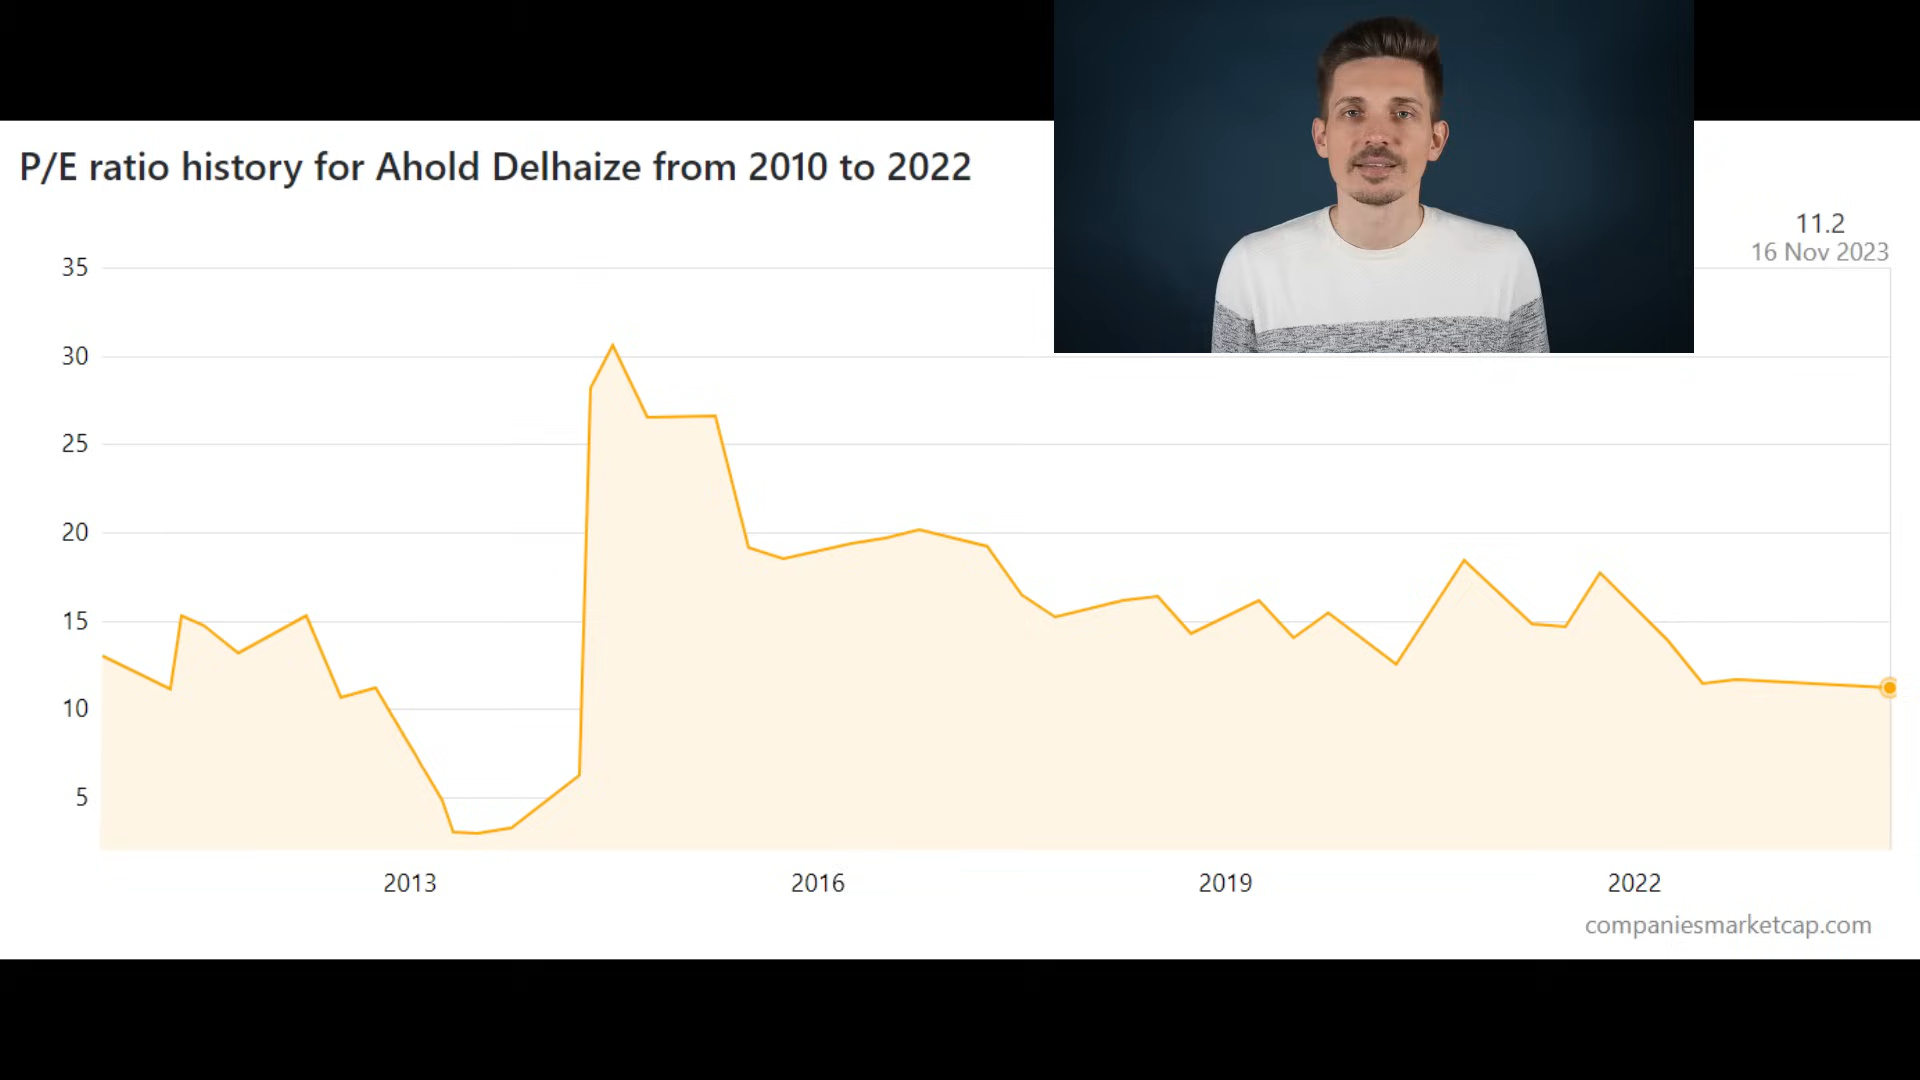 P/E ratio history for Ahold Delhaize from 2010 to 2022
11.2
16 Nov 2023
35
30
25
20
15
10
5
2013 2016 2019 2022
companiesmarketcap.com